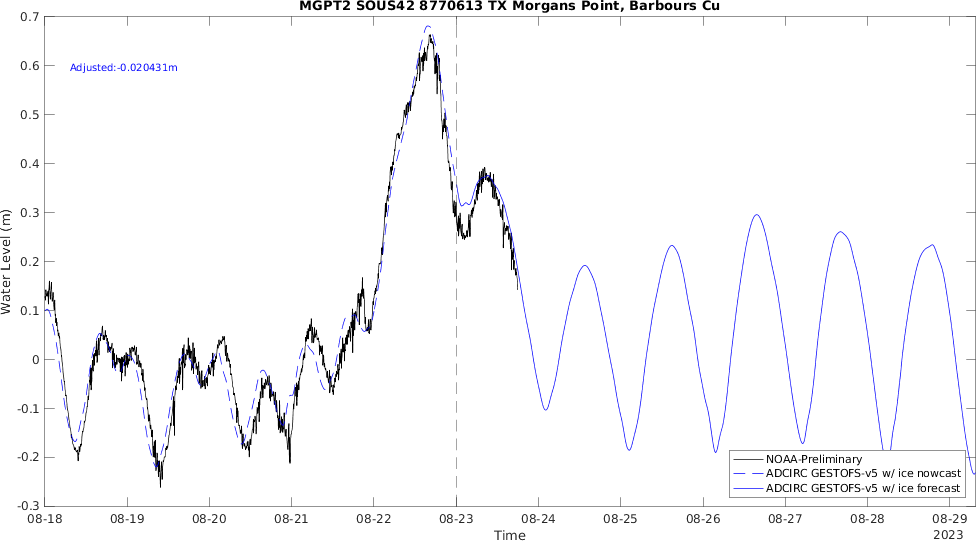 MGPT2 SOUS42 8770613 TX Morgans Point, Barbours Cu
Adjusted:-0.020431m
Water Level (m)
0.7
0.6
0.5
0.4
0.3
0.2
0.1
0
-0.1
-0.2
-0.3
NOAA-Preliminary
ADCIRC GESTOFS-v5 w/ ice nowcast
ADCIRC GESTOFS-v5 w/ ice forecast
08-18 08-19 08-20 08-21 08-22 08-23 08-24 08-25 08-26 08-27 08-28 08-29
Time
2023